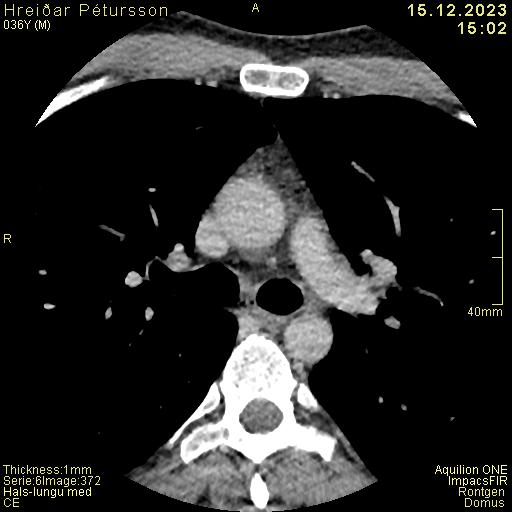 Hreiðar Pétursson
036Y (M)
A
15.12.2023
15:02
R
40mm
Thickness:1mm
Serie:6Image:372
Hals-lungu med
CE
Aquilion ONE
ImpacsFIR
Rontgen
Domus